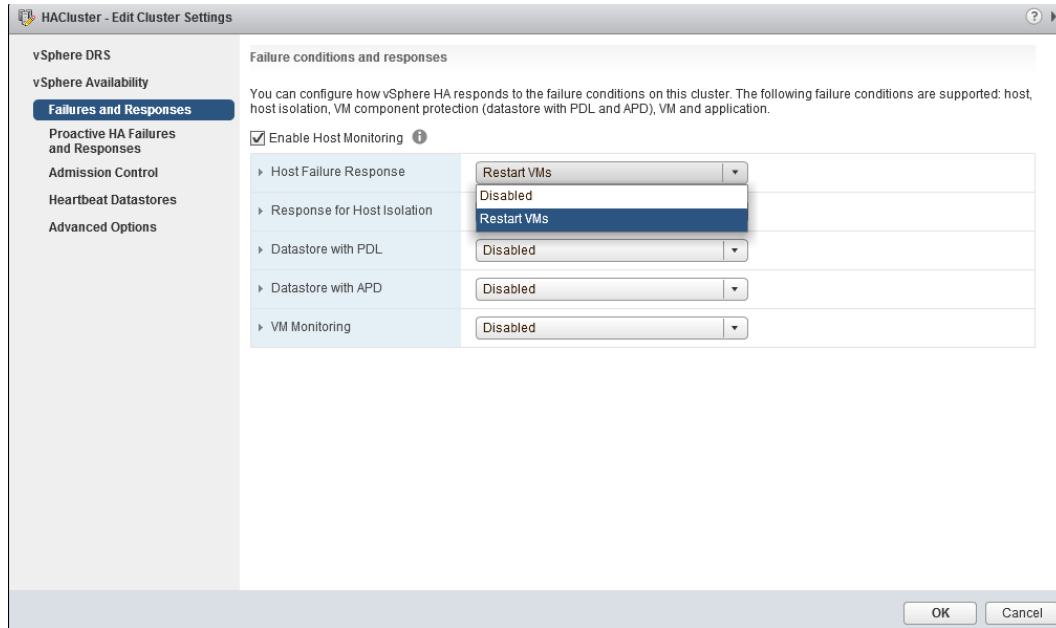 HACluster - Edit Cluster Settings
?
vSphere DRS
vSphere Availability
Failures and Responses
Proactive HA Failures
and Responses
Admission Control
Heartbeat Datastores
Advanced Options
Failure conditions and responses
You can configure how vSphere HA responds to the failure conditions on this cluster. The following failure conditions are supported: host,
host isolation, VM component protection (datastore with PDL and APD), VM and application.
Enable Host Monitoring
Host Failure Response Restart VMs
Disabled
Response for Host Isolation Restart VMs
Datastore with PDL Disabled
Datastore with APD Disabled
VM Monitoring Disabled
OK Cancel